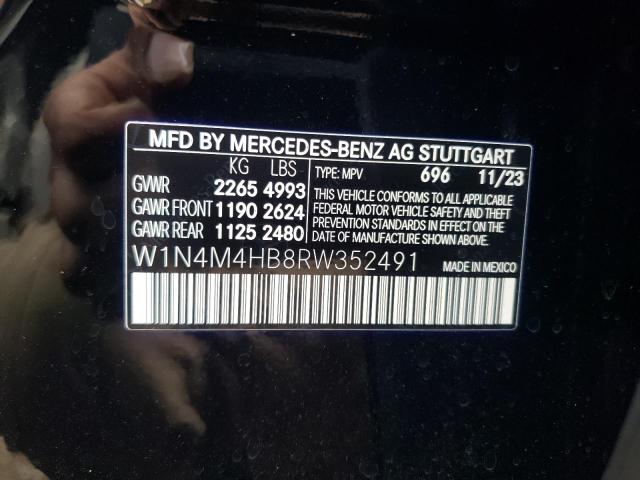 MFD BY MERCEDES-BENZ AG STUTTGART
KG LBS
GVWR 2265 4993
GAWR FRONT 1190 2624
GAWR REAR 1125 2480
TYPE: MPV 696 11/23
THIS VEHICLE CONFORMS TO ALL APPLICABLE
FEDERAL MOTOR VEHICLE SAFETY AND THEFT
PREVENTION STANDARDS IN EFFECT ON THE
DATE OF MANUFACTURE SHOWN ABOVE.
W1N4M4HB8RW352491 MADE IN MEXICO